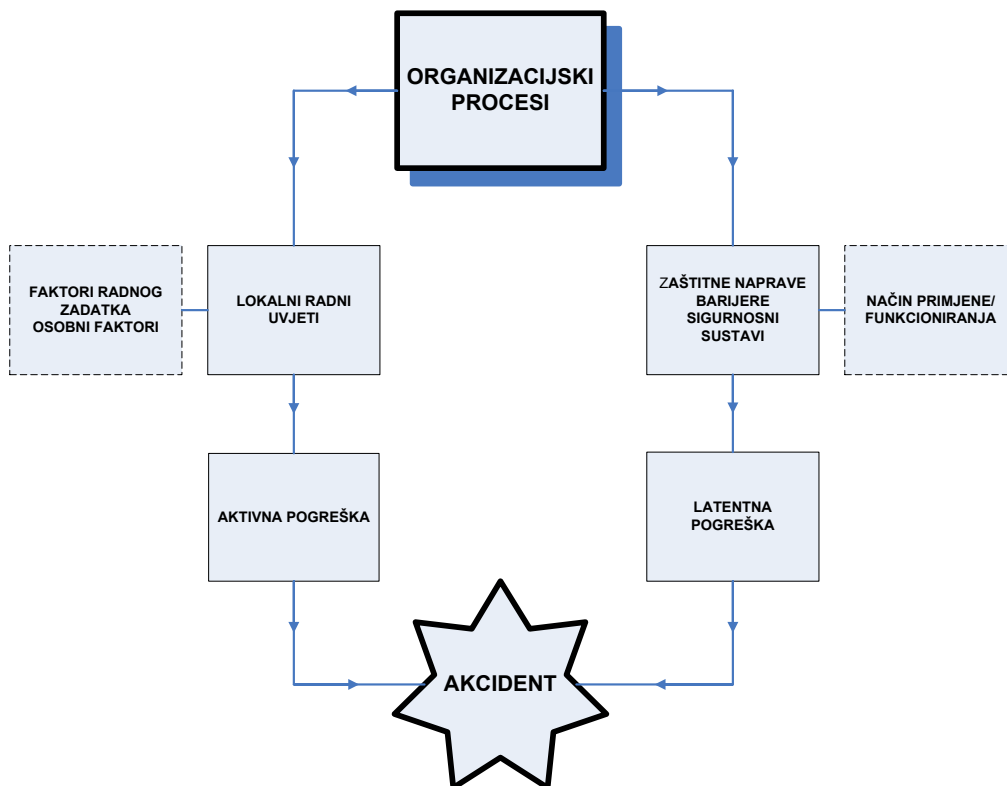 ORGANIZACIJSKI
PROCESI
FAKTORI RADNOG
ZADATKA
OSOBNI FAKTORI
LOKALNI RADNI
UVJETI
ZAŠTITNE NAPRAVE
BARIJERE
SIGURNOSNI
SUSTAVI
NAČIN PRIMJENE/
FUNKCIONIRANJA
AKTIVNA POGREŠKA
LATENTNA
POGREŠKA
AKCIDENT